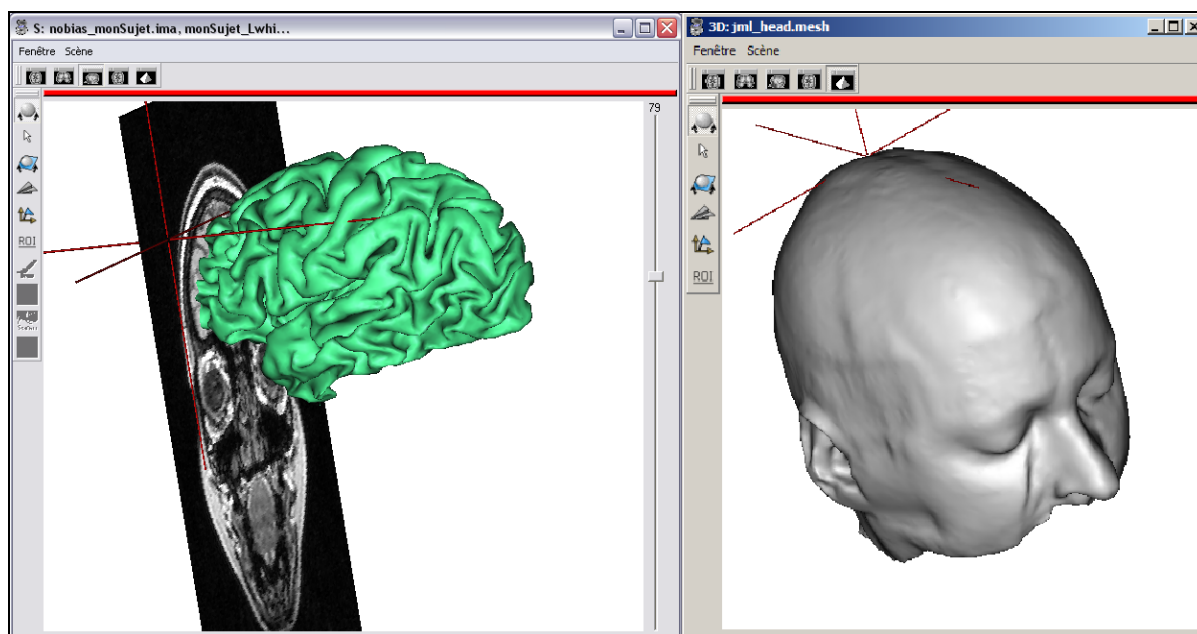 S: nobias_monSujet.ima, monSujet_Lwhi...
Fenêtre Scène
79
ROI
3D: jml_head.mesh
Fenêtre Scène
ROI